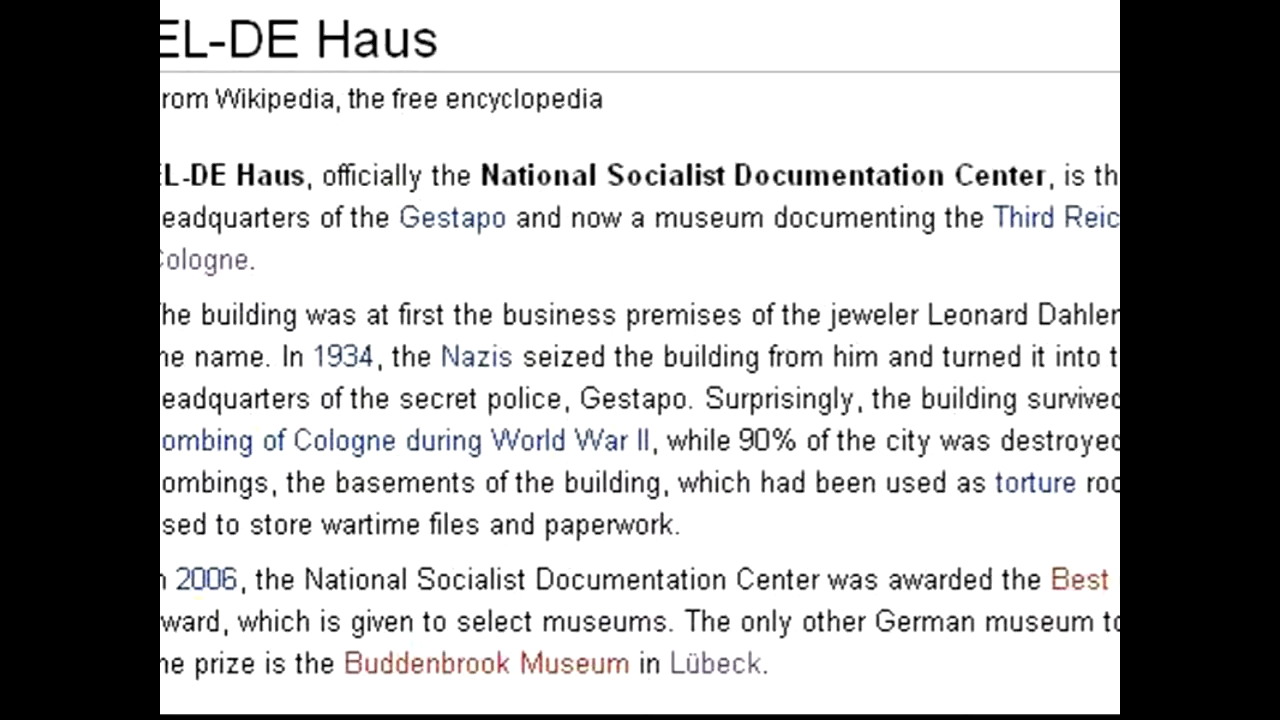 EL-DE Haus
rom Wikipedia, the free encyclopedia
EL-DE Haus, officially the National Socialist Documentation Center, is th
eadquarters of the Gestapo and now a museum documenting the Third Reic
Cologne.
he building was at first the business premises of the jeweler Leonard Dahler
ne name. In 1934, the Nazis seized the building from him and turned it into t
eadquarters of the secret police, Gestapo. Surprisingly, the building survived
ombing of Cologne during World War II, while 90% of the city was destroyed
ombings, the basements of the building, which had been used as torture roo
sed to store wartime files and paperwork.
n 2006, the National Socialist Documentation Center was awarded the Best
ward, which is given to select museums. The only other German museum to
he prize is the Buddenbrook Museum in Lübeck.